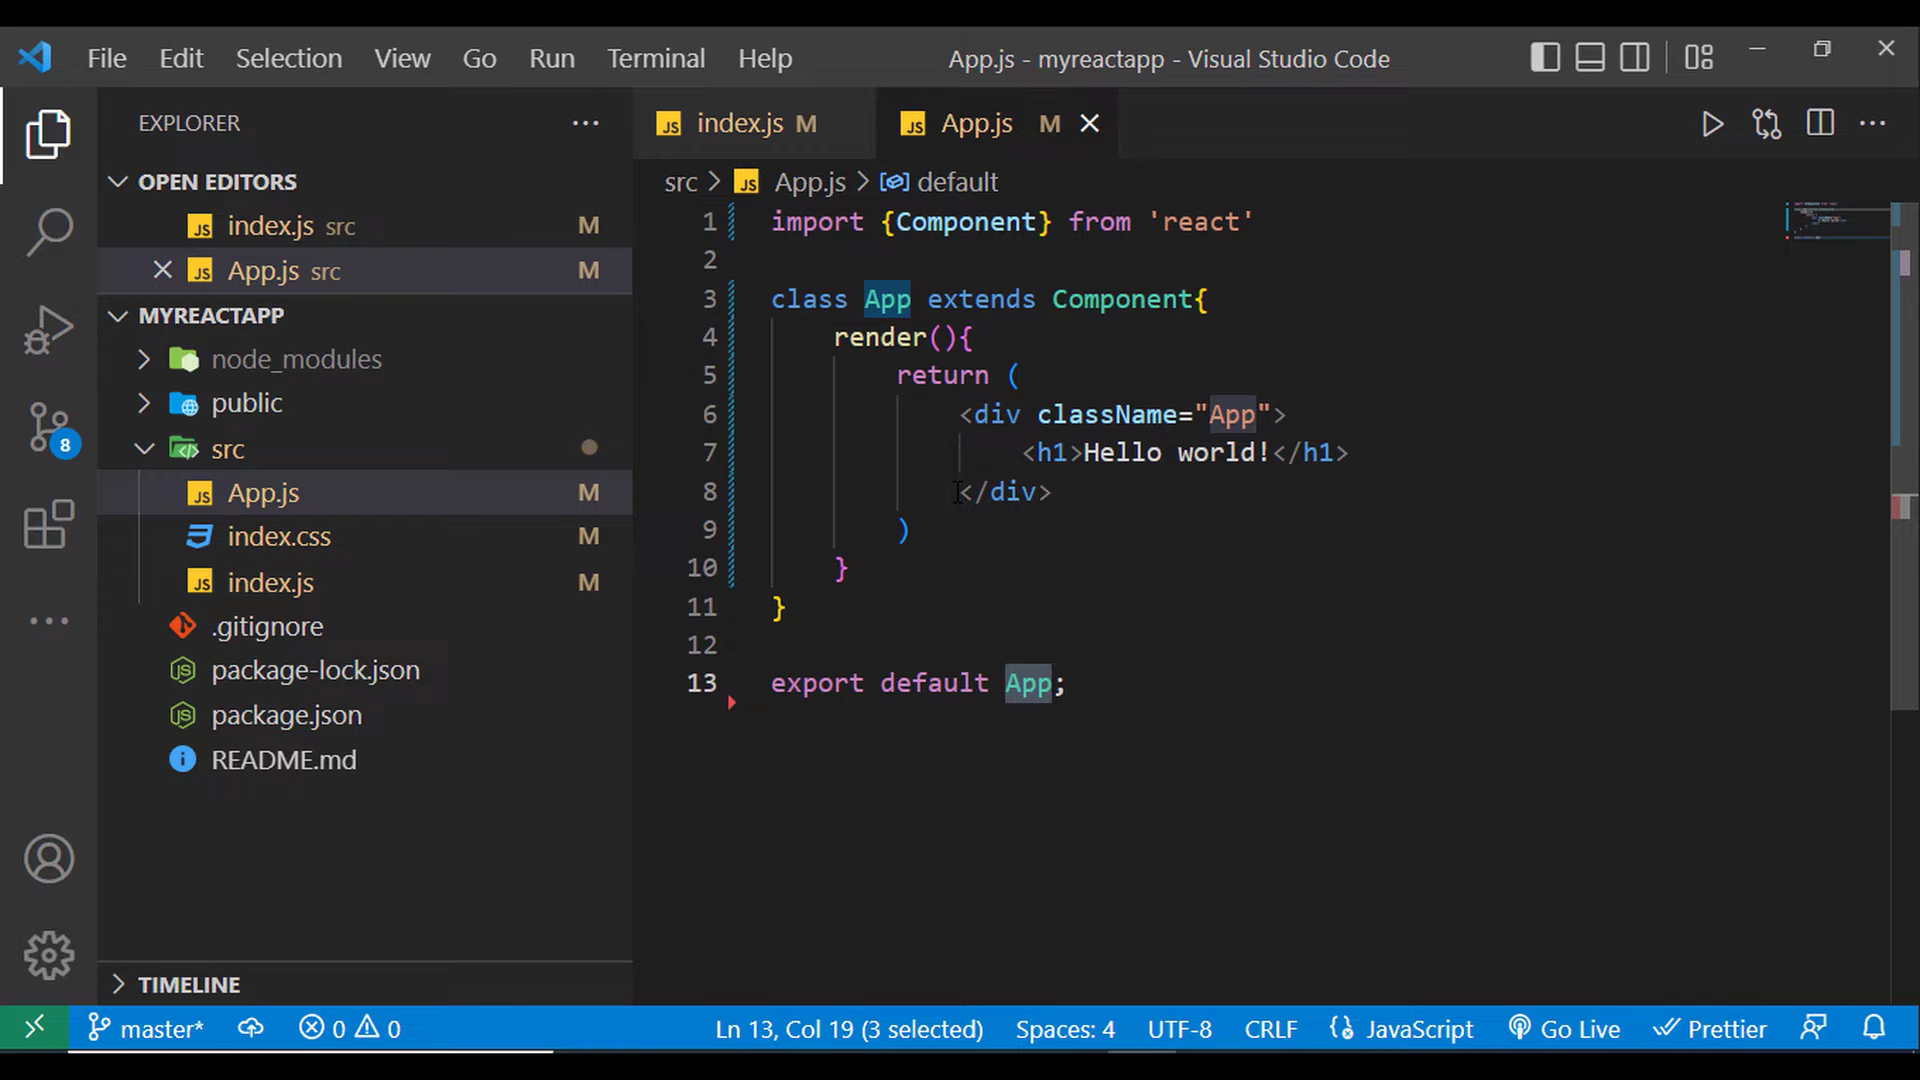 File Edit Selection View Go Run Terminal Help App.js - myreactapp - Visual Studio Code
EXPLORER
OPEN EDITORS
index.js src M
App.js src M
MYREACTAPP
node_modules
public
src
App.js M
index.css M
index.js M
.gitignore
package-lock.json
package.json
README.md
TIMELINE
8
index.js M
App.js M
src > App.js > default
1 import {Component} from 'react'
2
3 class App extends Component{
4 render(){
5 return (
6 <div className="App">
7 <h1>Hello world!</h1>
8 </div>
9 )
10 }
11 }
12
13 export default App;
master* 0 0 Ln 13, Col 19 (3 selected) Spaces: 4 UTF-8 CRLF JavaScript Go Live Prettier